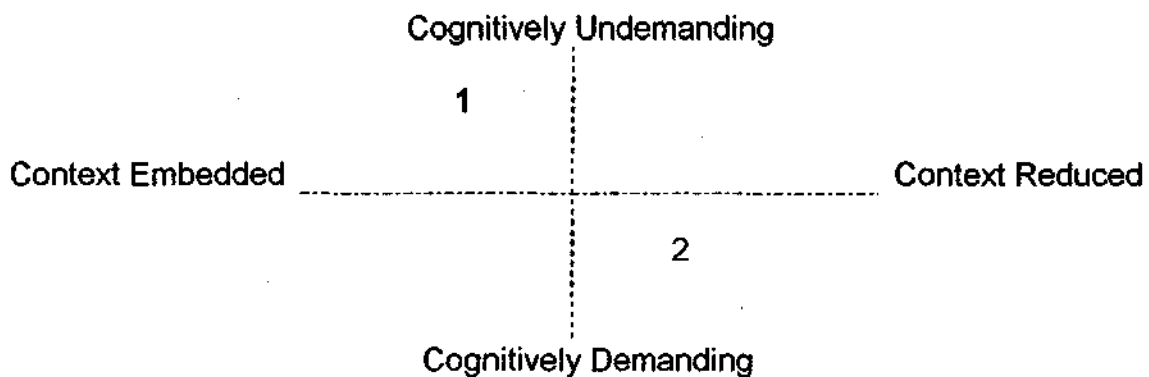 Cognitively Undemanding
1
Context Embedded Context Reduced
2
Cognitively Demanding